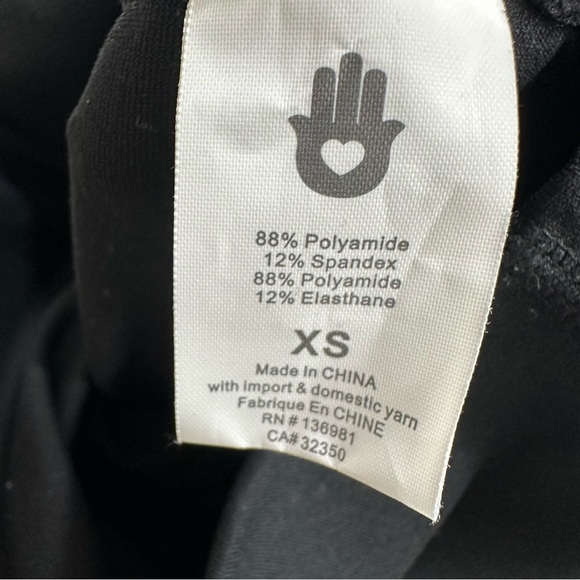 88% Polyamide
12% Spandex
88% Polyamide
12% Elasthane
XS
Made In CHINA
with import & domestic yarn
Fabrique En CHINE
RN # 136981
CA# 32350